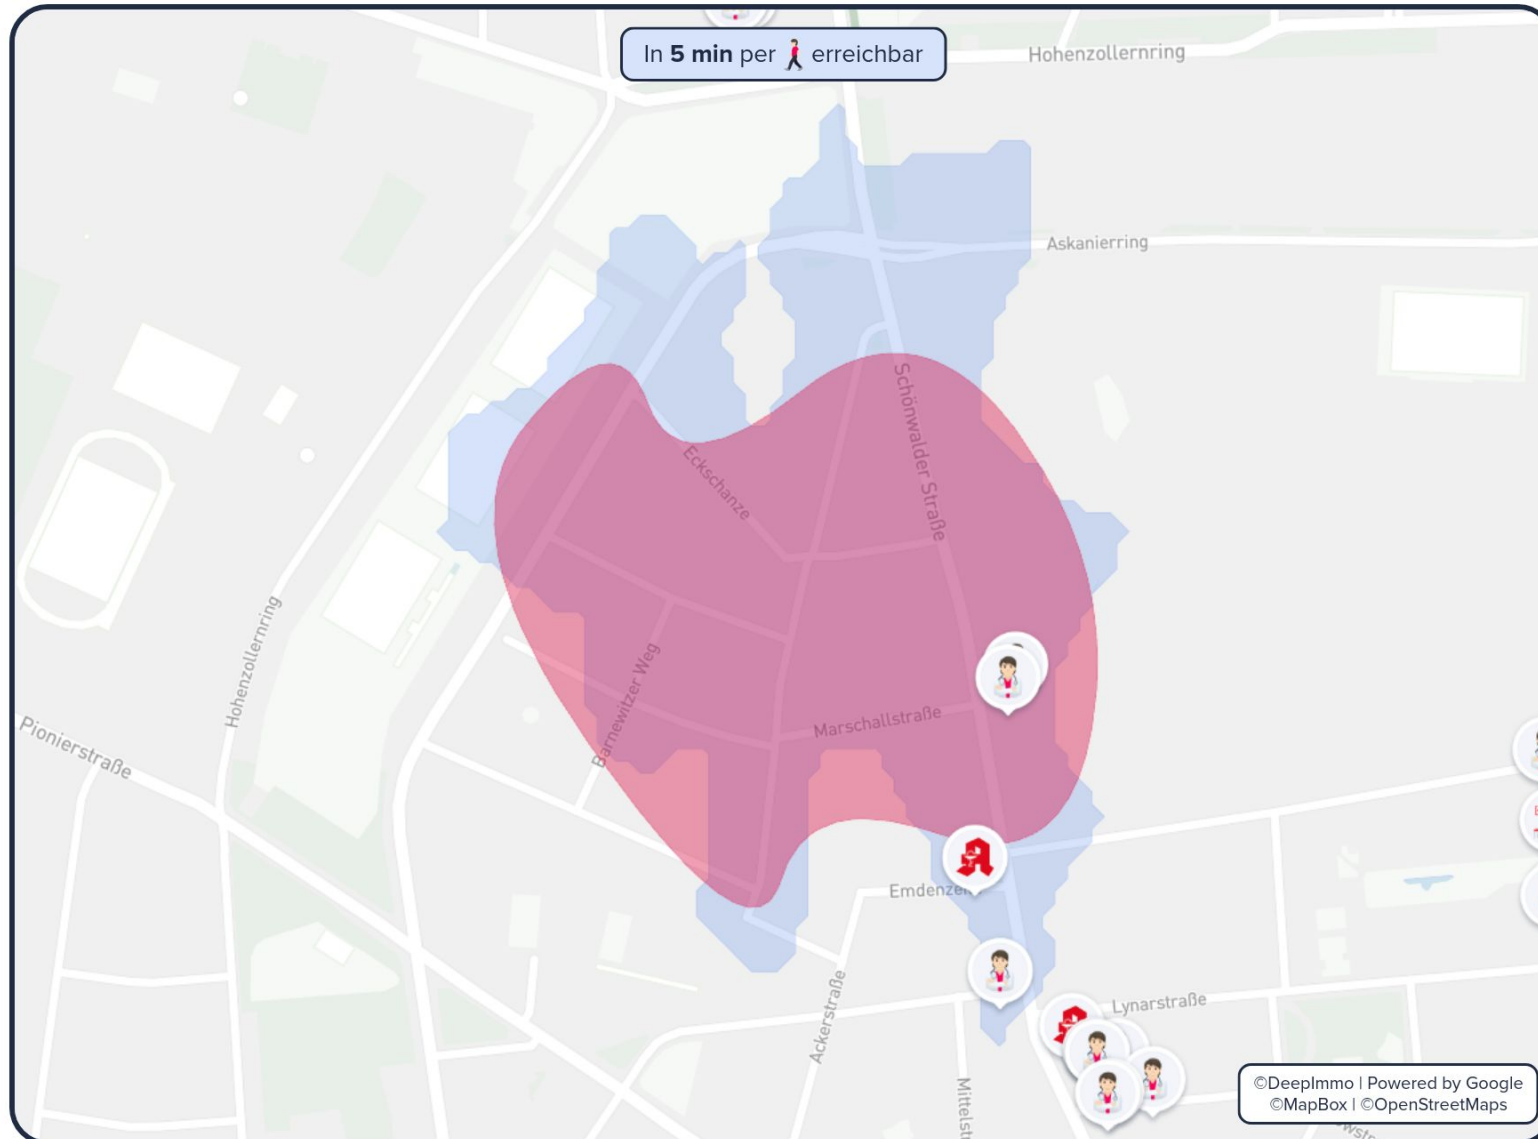 In 5 min per erreichbar
Hohenzollernring
Askanierring
Schönwalder Straße
Eckschanze
Hohenzollernring
Barnewitzer Weg
Marschallstraße
Pionierstraße
Ackerstraße
Lynarstraße
©DeepImmo | Powered by Google
©MapBox | ©OpenStreetMaps